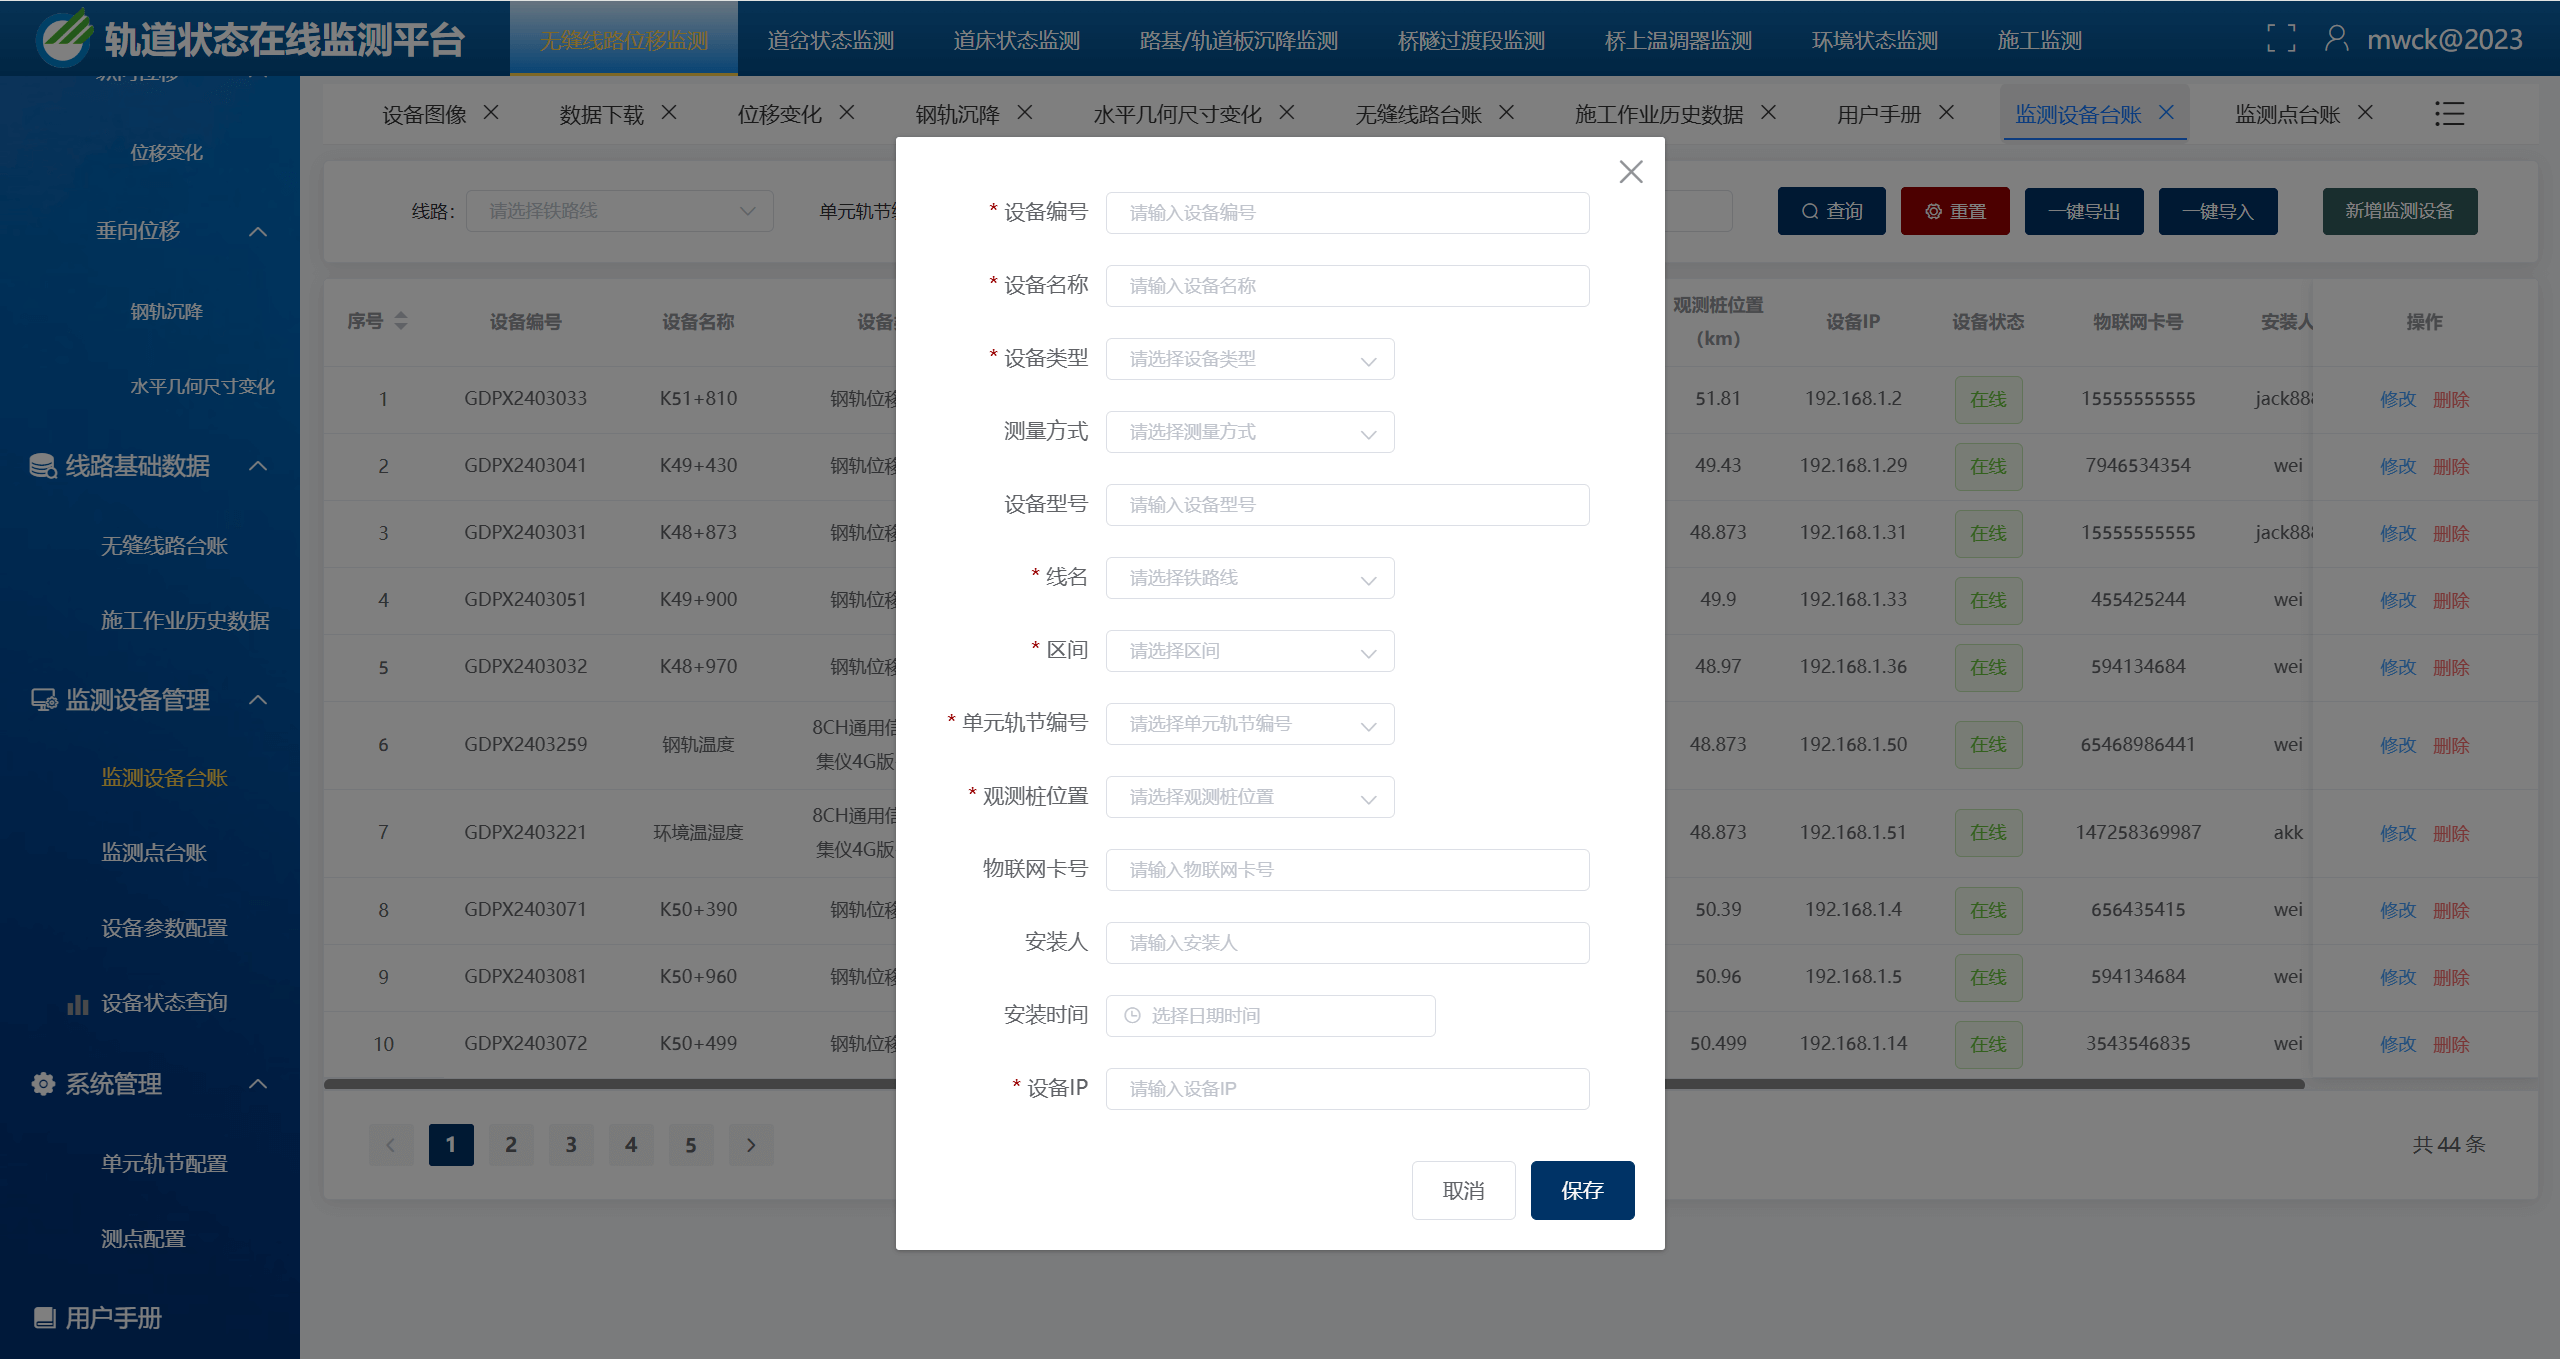 轨道状态在线监测平台
无缝线路位移监测 道岔状态监测 道床状态监测 路基/轨道板沉降监测 桥隧过渡段监测 桥上温调器监测 环境状态监测 施工监测 mwck@2023
位移变化
垂向位移
钢轨沉降
水平几何尺寸变化
线路基础数据
无缝线路台账
施工作业历史数据
监测设备管理
监测设备台账
监测点台账
设备参数配置
设备状态查询
系统管理
单元轨节配置
测点配置
用户手册
设备图像 数据下载 位移变化 钢轨沉降 水平几何尺寸变化 无缝线路台账 施工作业历史数据 用户手册 监测设备台账 监测点台账
线路: 请选择铁路线 单元轨节 查询 重置 一键导出 一键导入 新增监测设备
序号 设备编号 设备名称 设备 观测桩位置 (km) 设备IP 设备状态 物联网卡号 安装人 操作
1 GDPX2403033 K51+810 钢轨位移 51.81 192.168.1.2 在线 15555555555 jack888 修改 删除
2 GDPX2403041 K49+430 钢轨位移 49.43 192.168.1.29 在线 7946534354 wei 修改 删除
3 GDPX2403031 K48+873 钢轨位移 48.873 192.168.1.31 在线 15555555555 jack888 修改 删除
4 GDPX2403051 K49+900 钢轨位移 49.9 192.168.1.33 在线 455425244 wei 修改 删除
5 GDPX2403032 K48+970 钢轨位移 48.97 192.168.1.36 在线 594134684 wei 修改 删除
6 GDPX2403259 钢轨温度 8CH通用信 集仪4G版 48.873 192.168.1.50 在线 65468986441 wei 修改 删除
7 GDPX2403221 环境温湿度 8CH通用信 集仪4G版 48.873 192.168.1.51 在线 147258369987 akk 修改 删除
8 GDPX2403071 K50+390 钢轨位移 50.39 192.168.1.4 在线 656435415 wei 修改 删除
9 GDPX2403081 K50+960 钢轨位移 50.96 192.168.1.5 在线 594134684 wei 修改 删除
10 GDPX2403072 K50+499 钢轨位移 50.499 192.168.1.14 在线 3543546835 wei 修改 删除
1 2 3 4 5
共 44 条
* 设备编号 请输入设备编号
* 设备名称 请输入设备名称
* 设备类型 请选择设备类型
测量方式 请选择测量方式
设备型号 请输入设备型号
* 线名 请选择铁路线
* 区间 请选择区间
* 单元轨节编号 请选择单元轨节编号
* 观测桩位置 请选择观测桩位置
物联网卡号 请输入物联网卡号
安装人 请输入安装人
安装时间 选择日期时间
* 设备IP 请输入设备IP
取消 保存